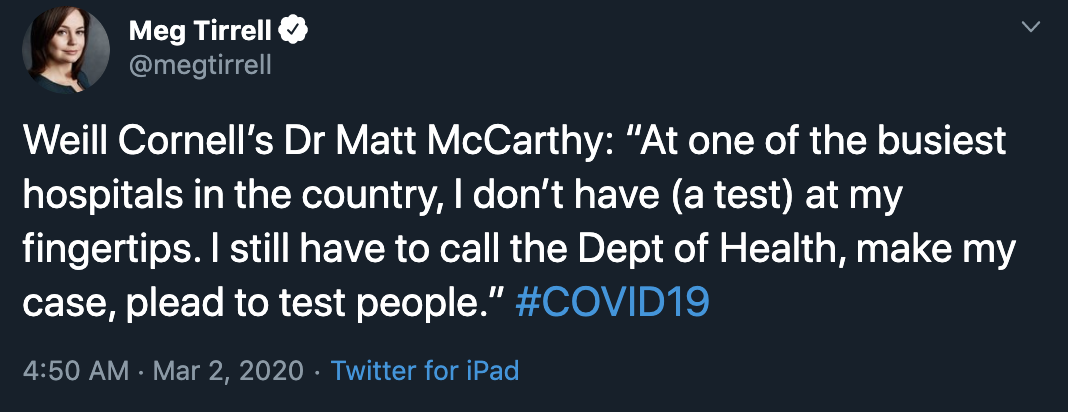 Meg Tirrell
@megtirrell
Weill Cornell’s Dr Matt McCarthy: “At one of the busiest
hospitals in the country, I don’t have (a test) at my
fingertips. I still have to call the Dept of Health, make my
case, plead to test people.” #COVID19
4:50 AM · Mar 2, 2020 · Twitter for iPad